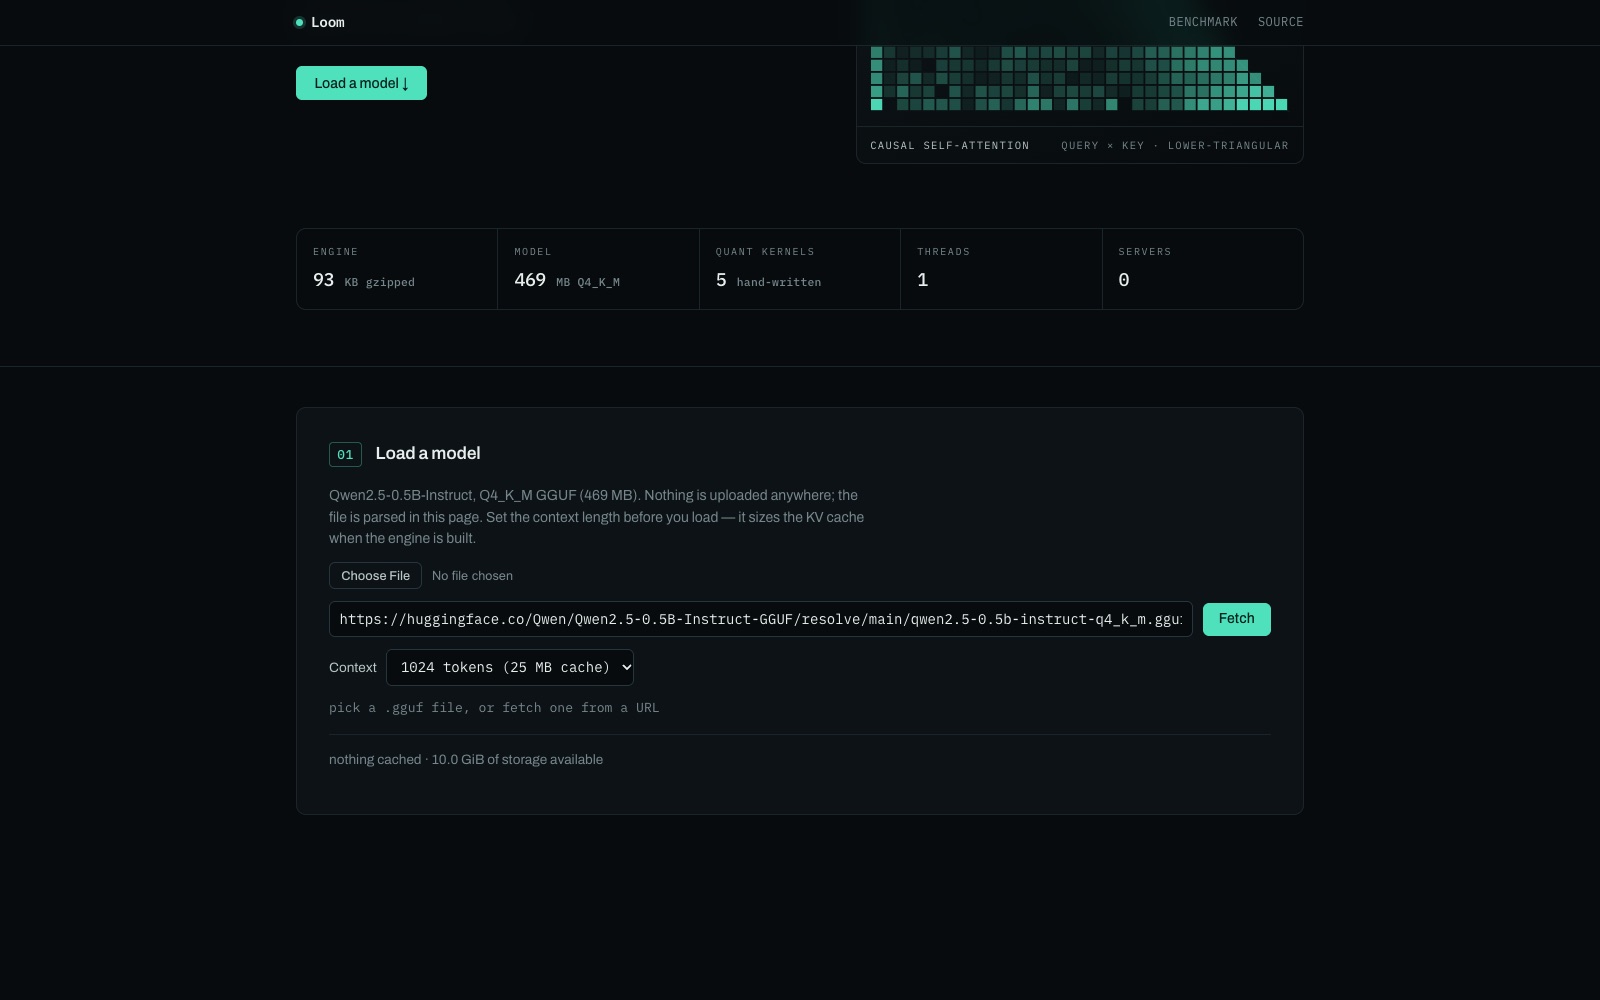 Loom
BENCHMARK SOURCE
Load a model ↓
CAUSAL SELF-ATTENTION QUERY × KEY · LOWER-TRIANGULAR
ENGINE MODEL QUANT KERNELS THREADS SERVERS
93 KB gzipped 469 MB Q4_K_M 5 hand-written 1 0
01 Load a model
Qwen2.5-0.5B-Instruct, Q4_K_M GGUF (469 MB). Nothing is uploaded anywhere; the
file is parsed in this page. Set the context length before you load — it sizes the KV cache
when the engine is built.
Choose File No file chosen
https://huggingface.co/Qwen/Qwen2.5-0.5B-Instruct-GGUF/resolve/main/qwen2.5-0.5b-instruct-q4_k_m.ggu Fetch
Context 1024 tokens (25 MB cache)
pick a .gguf file, or fetch one from a URL
nothing cached · 10.0 GiB of storage available